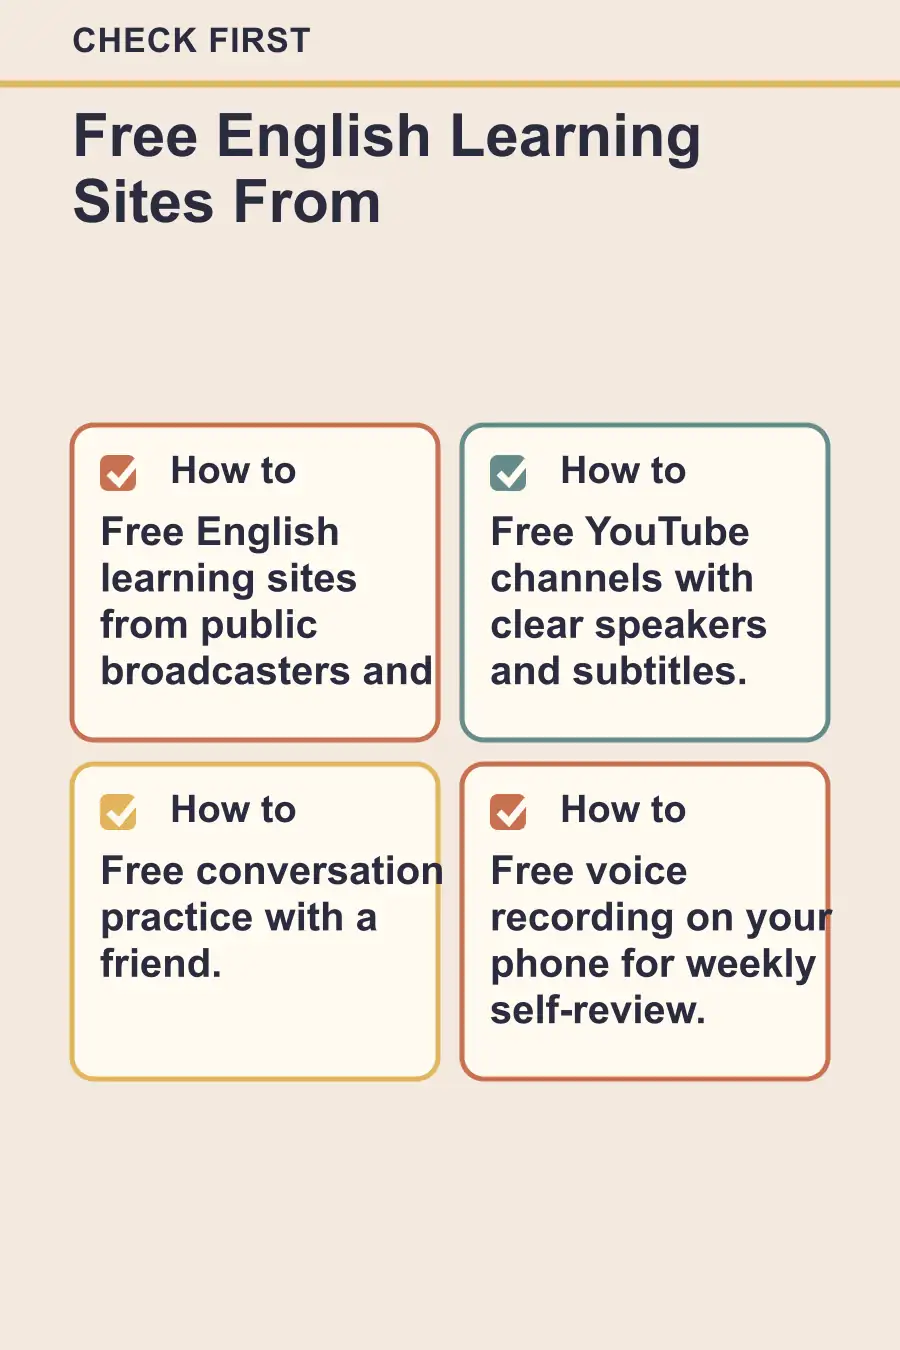 CHECK FIRST
Free English Learning
Sites From
How to
Free English
learning sites
from public
broadcasters and
How to
Free YouTube
channels with
clear speakers
and subtitles.
How to
Free conversation
practice with a
friend.
How to
Free voice
recording on your
phone for weekly
self-review.